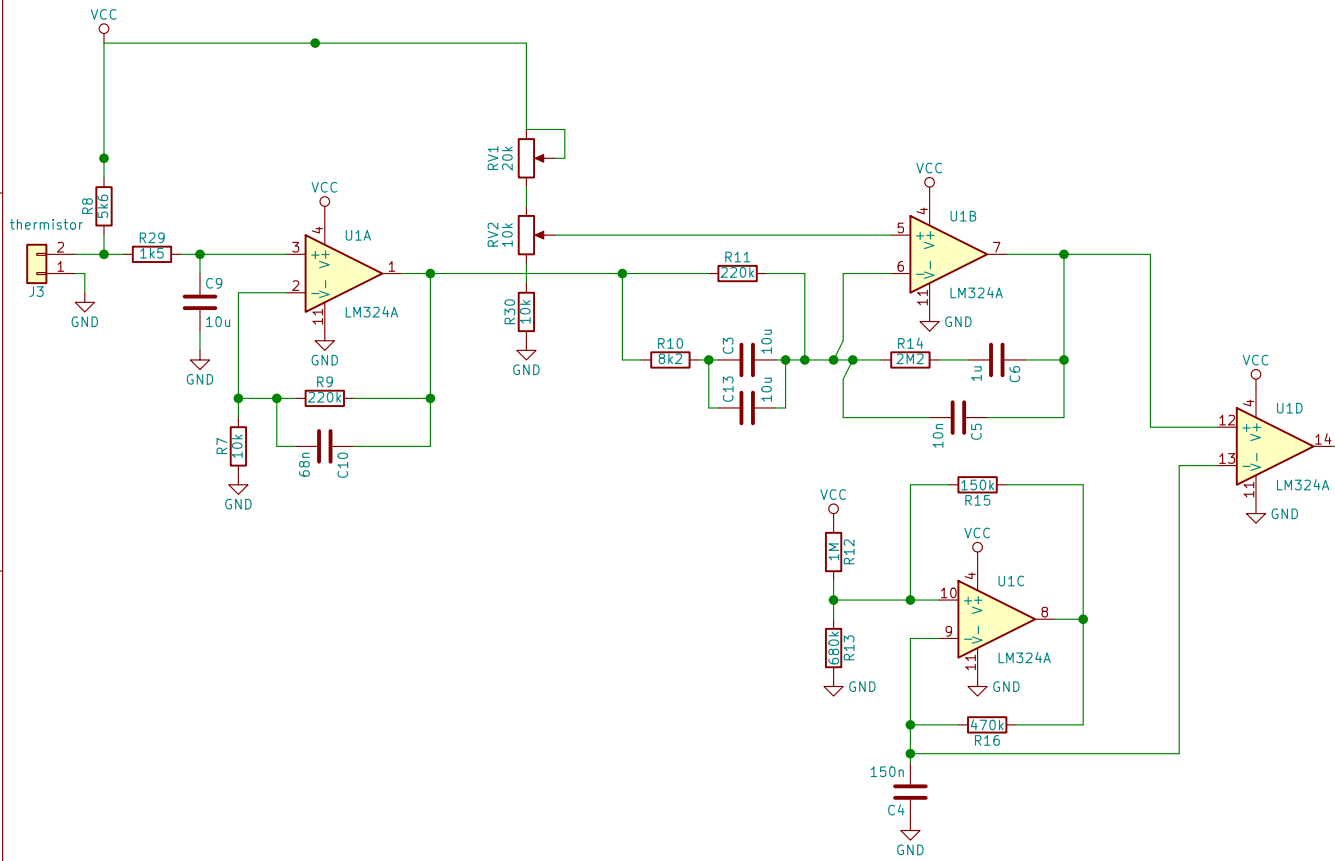 VCC
RV1
20k
VCC
R8
5k6
thermistor
2
1
J3
GND
R29
1k5
C9
10u
GND
VCC
4
U1A
3
2
++
V+
−
V-
1
11
LM324A
GND
RV2
10k
R30
10k
GND
R9
220k
68n
C10
R7
10k
GND
R11
220k
R10
8k2
C3
10u
C13
10u
VCC
4
U1B
5
6
++
V+
−
V-
7
11
LM324A
GND
R14
2M2
1u
C6
10n
C5
VCC
4
U1D
12
13
++
V+
−
V-
14
11
LM324A
GND
150k
R15
VCC
1M
R12
680k
R13
GND
VCC
4
U1C
10
9
++
V+
−
V-
8
11
LM324A
GND
470k
R16
150n
C4
GND